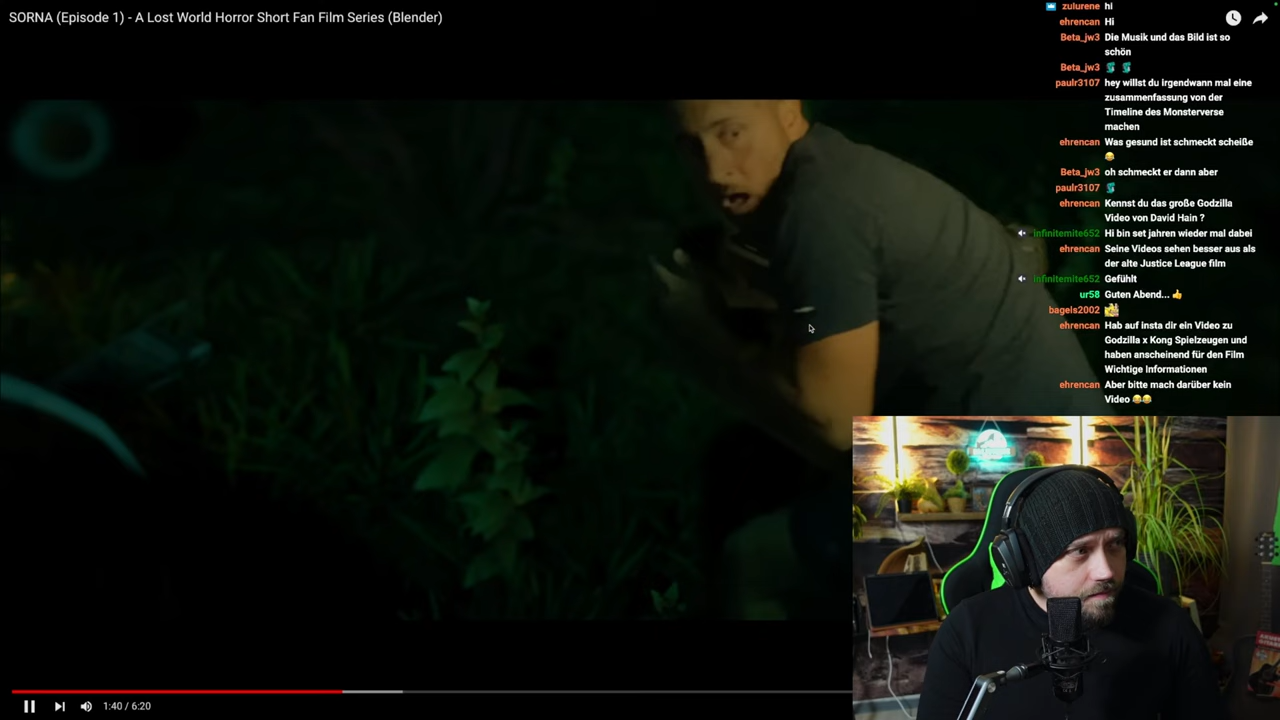 SORNA (Episode 1) - A Lost World Horror Short Fan Film Series (Blender)
zulurene hi
ehrencan Hi
Beta_jw3 Die Musik und das Bild ist so
schön
Beta_jw3
paulr3107 hey willst du irgendwann mal eine
zusammenfassung von der
Timeline des Monsterverse
machen
ehrencan Was gesund ist schmeckt scheiße
😂
Beta_jw3 oh schmeckt er dann aber
paulr3107
ehrencan Kennst du das große Godzilla
Video von David Hain ?
infinitemite652 Hi bin set jahren wieder mal dabei
ehrencan Seine Videos sehen besser aus als
der alte Justice League film
infinitemite652 Gefühlt
ur58 Guten Abend... 👍
bagels2002
ehrencan Hab auf insta dir ein Video zu
Godzilla x Kong Spielzeugen und
haben anscheinend für den Film
Wichtige Informationen
ehrencan Aber bitte mach darüber kein
Video 😂😂
1:40 / 6:20